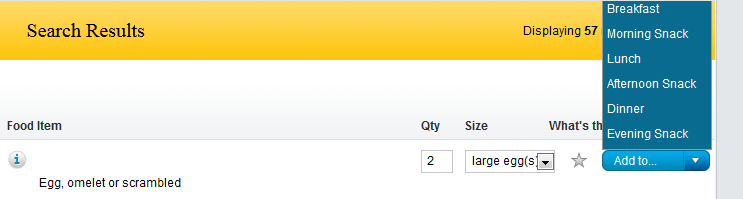 Search Results
Displaying 57
Breakfast
Morning Snack
Lunch
Afternoon Snack
Dinner
Evening Snack
Food Item Qty Size What's th
2 large egg(s) Add to...
Egg, omelet or scrambled